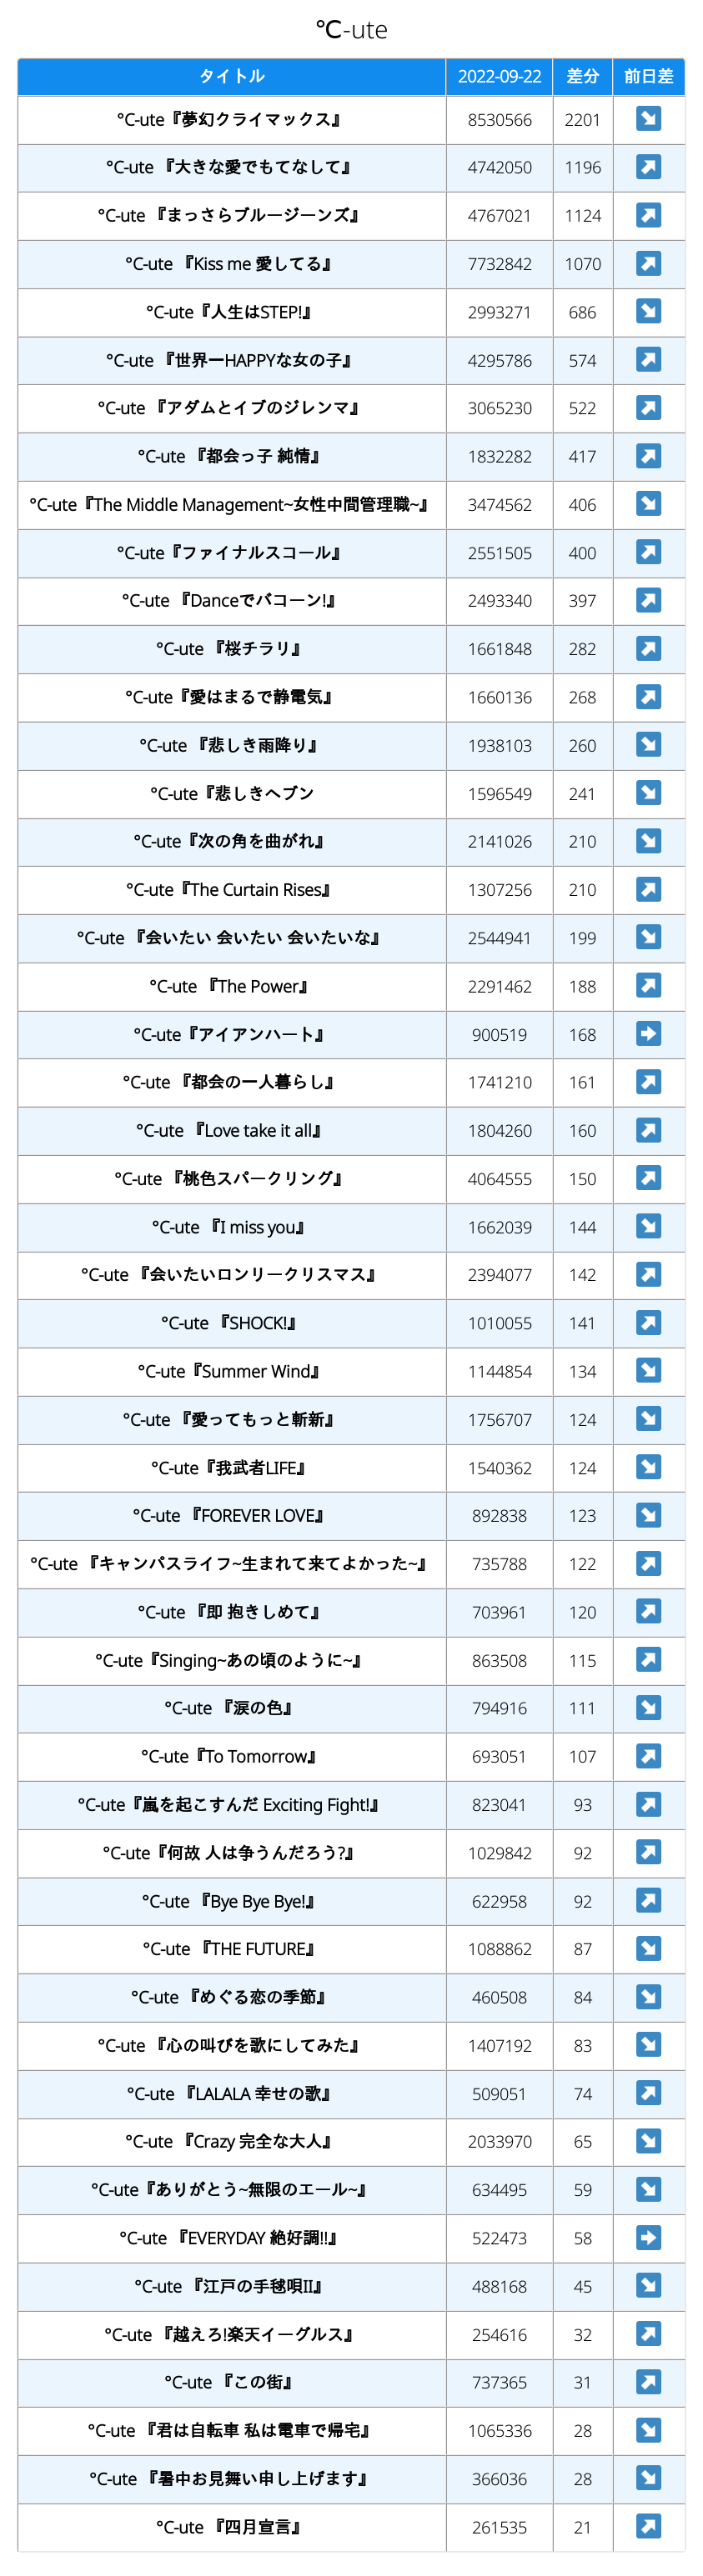 ℃-ute
タイトル 2022-09-22 差分 前日差
℃-ute『夢幻クライマックス』 8530566 2201 ↘
℃-ute 『大きな愛でもてなして』 4742050 1196 ↗
℃-ute 『まっさらブルージーンズ』 4767021 1124 ↗
℃-ute 『Kiss me 愛してる』 7732842 1070 ↗
℃-ute『人生はSTEP!』 2993271 686 ↘
℃-ute 『世界一HAPPYな女の子』 4295786 574 ↗
℃-ute 『アダムとイブのジレンマ』 3065230 522 ↗
℃-ute 『都会っ子 純情』 1832282 417 ↗
℃-ute『The Middle Management~女性中間管理職~』 3474562 406 ↘
℃-ute『ファイナルスコール』 2551505 400 ↗
℃-ute 『Danceでバコーン!』 2493340 397 ↗
℃-ute 『桜チラリ』 1661848 282 ↗
℃-ute『愛はまるで静電気』 1660136 268 ↗
℃-ute 『悲しき雨降り』 1938103 260 ↘
℃-ute『悲しきヘブン 1596549 241 ↘
℃-ute『次の角を曲がれ』 2141026 210 ↘
℃-ute『The Curtain Rises』 1307256 210 ↗
℃-ute 『会いたい 会いたい 会いたいな』 2544941 199 ↘
℃-ute 『The Power』 2291462 188 ↗
℃-ute『アイアンハート』 900519 168 ➡
℃-ute 『都会の一人暮らし』 1741210 161 ↗
℃-ute 『Love take it all』 1804260 160 ↗
℃-ute 『桃色スパークリング』 4064555 150 ↗
℃-ute 『I miss you』 1662039 144 ↘
℃-ute 『会いたいロンリークリスマス』 2394077 142 ↗
℃-ute 『SHOCK!』 1010055 141 ↗
℃-ute『Summer Wind』 1144854 134 ↘
℃-ute 『愛ってもっと斬新』 1756707 124 ↘
℃-ute『我武者LIFE』 1540362 124 ↘
℃-ute 『FOREVER LOVE』 892838 123 ↘
℃-ute 『キャンパスライフ~生まれて来てよかった~』 735788 122 ↗
℃-ute 『即 抱きしめて』 703961 120 ↗
℃-ute『Singing~あの頃のように~』 863508 115 ↗
℃-ute 『涙の色』 794916 111 ↘
℃-ute『To Tomorrow』 693051 107 ↗
℃-ute『嵐を起こすんだ Exciting Fight!』 823041 93 ↗
℃-ute『何故 人は争うんだろう?』 1029842 92 ↗
℃-ute 『Bye Bye Bye!』 622958 92 ↗
℃-ute 『THE FUTURE』 1088862 87 ↘
℃-ute 『めぐる恋の季節』 460508 84 ↘
℃-ute 『心の叫びを歌にしてみた』 1407192 83 ↘
℃-ute 『LALALA 幸せの歌』 509051 74 ↗
℃-ute 『Crazy 完全な大人』 2033970 65 ↘
℃-ute『ありがとう~無限のエール~』 634495 59 ↘
℃-ute 『EVERYDAY 絶好調!!』 522473 58 ➡
℃-ute 『江戸の手毬唄II』 488168 45 ↘
℃-ute 『越えろ!楽天イーグルス』 254616 32 ↗
℃-ute 『この街』 737365 31 ↗
℃-ute 『君は自転車 私は電車で帰宅』 1065336 28 ↘
℃-ute 『暑中お見舞い申し上げます』 366036 28 ↘
℃-ute 『四月宣言』 261535 21 ↗